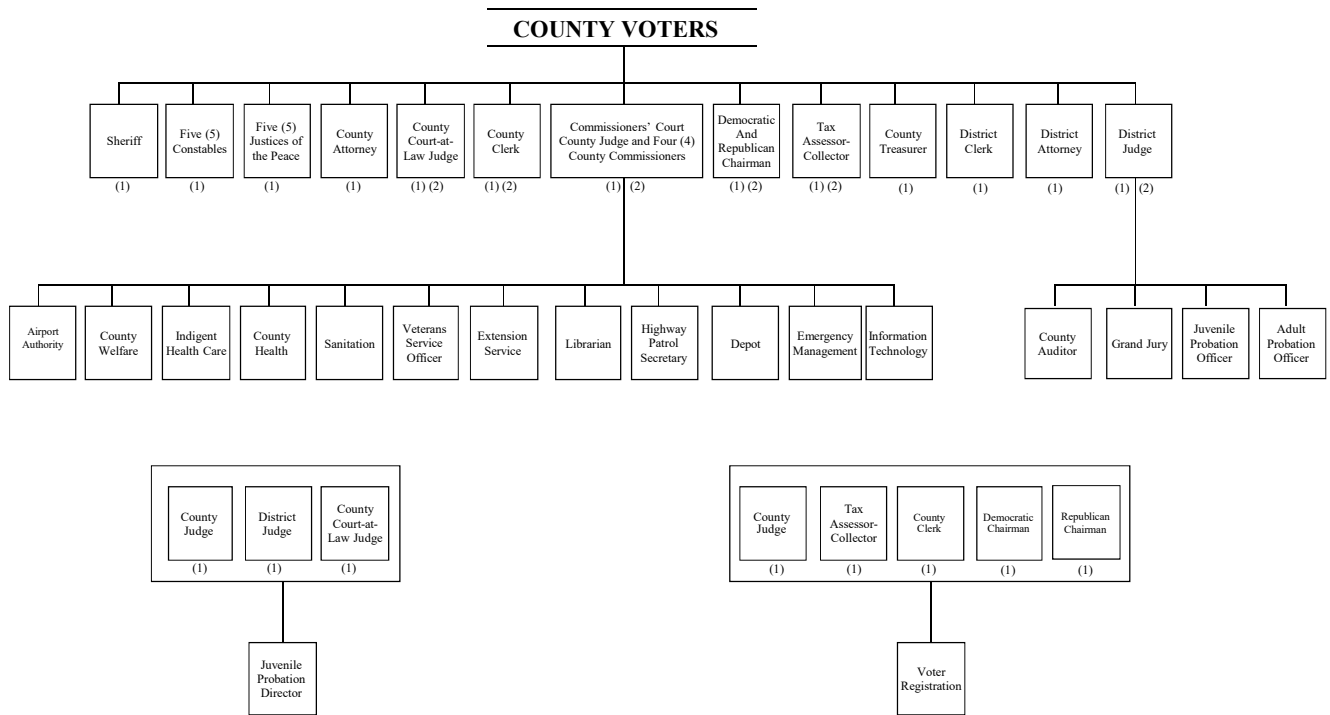 COUNTY VOTERS
Sheriff
(1)
Five (5)
Constables
(1)
Five (5)
Justices of
the Peace
(1)
County
Attorney
(1)
County
Court-at-
Law Judge
(1) (2)
County
Clerk
(1) (2)
Commissioners’ Court
County Judge and Four (4)
County Commissioners
(1) (2)
Democratic
And
Republican
Chairman
(1) (2)
Tax
Assessor-
Collector
(1) (2)
County
Treasurer
(1)
District
Clerk
(1)
District
Attorney
(1)
District
Judge
(1) (2)
Airport
Authority
County
Welfare
Indigent
Health Care
County
Health
Sanitation
Veterans
Service
Officer
Extension
Service
Librarian
Highway
Patrol
Secretary
Depot
Emergency
Management
Information
Technology
County
Auditor
Grand Jury
Juvenile
Probation
Officer
Adult
Probation
Officer
County
Judge
(1)
District
Judge
(1)
County
Court-at-
Law Judge
(1)
Juvenile
Probation
Director
County
Judge
(1)
Tax
Assessor-
Collector
(1)
County
Clerk
(1)
Democratic
Chairman
(1)
Republican
Chairman
(1)
Voter
Registration